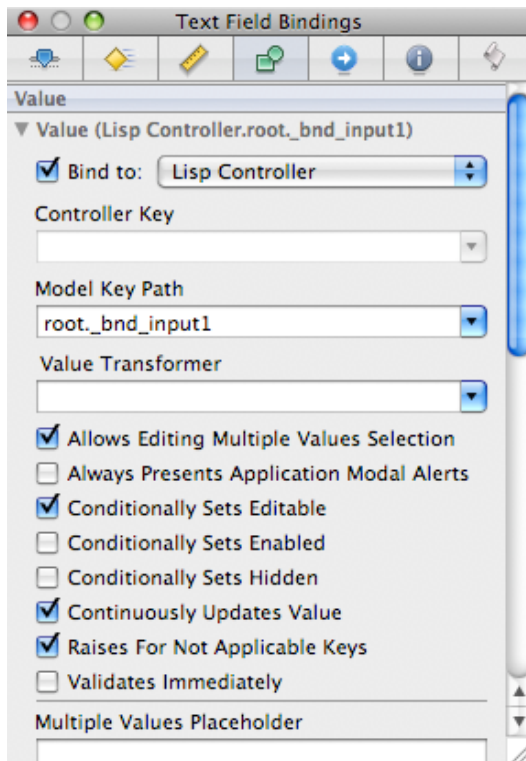 Text Field Bindings
Value
Value (Lisp Controller.root._bnd_input1)
Bind to: Lisp Controller
Controller Key
Model Key Path
root._bnd_input1
Value Transformer
Allows Editing Multiple Values Selection
Always Presents Application Modal Alerts
Conditionally Sets Editable
Conditionally Sets Enabled
Conditionally Sets Hidden
Continuously Updates Value
Raises For Not Applicable Keys
Validates Immediately
Multiple Values Placeholder